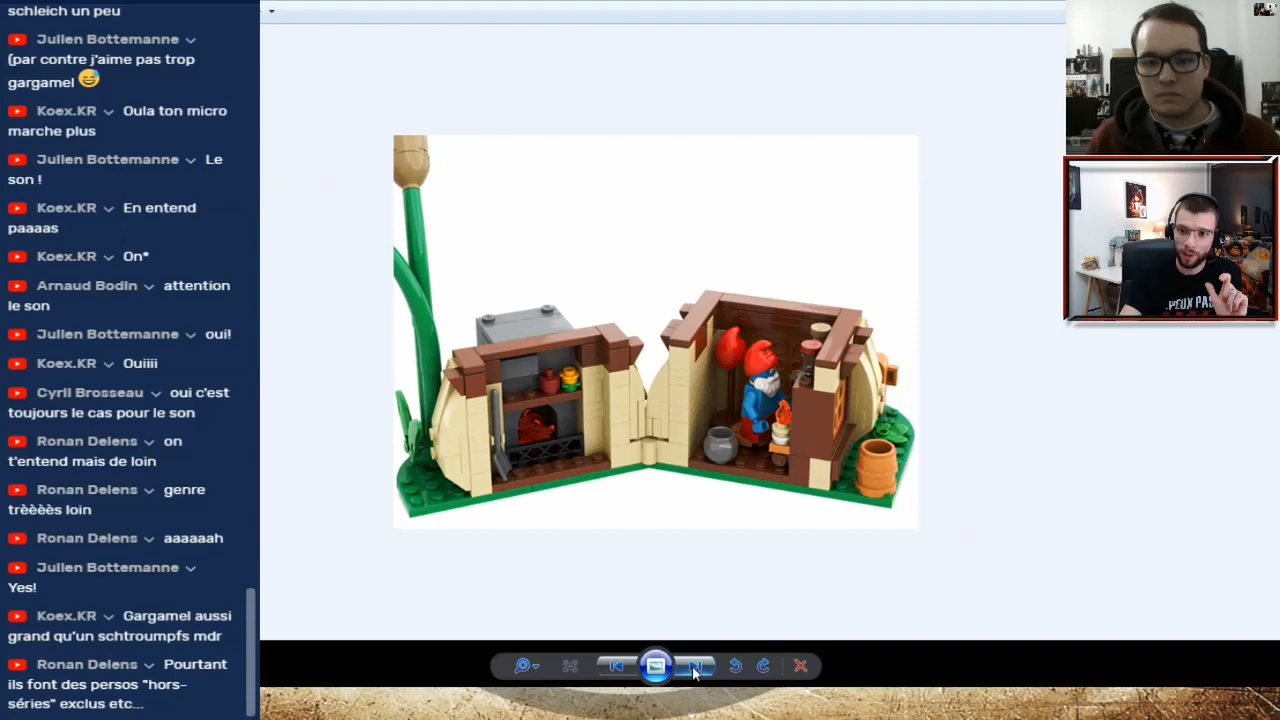 schleich un peu
Julien Bottemanne
(par contre j'aime pas trop
gargamel
Koex.KR Oula ton micro
marche plus
Julien Bottemanne Le
son !
Koex.KR En entend
paaaas
Koex.KR On*
Arnaud Bodin attention
le son
Julien Bottemanne oui!
Koex.KR Ouiiii
Cyril Brosseau oui c'est
toujours le cas pour le son
Ronan Delens on
t'entend mais de loin
Ronan Delens genre
trèèèès loin
Ronan Delens aaaaaah
Julien Bottemanne
Yes!
Koex.KR Gargamel aussi
grand qu'un schtroumpfs mdr
Ronan Delens Pourtant
ils font des persos "hors-
séries" exclus etc...